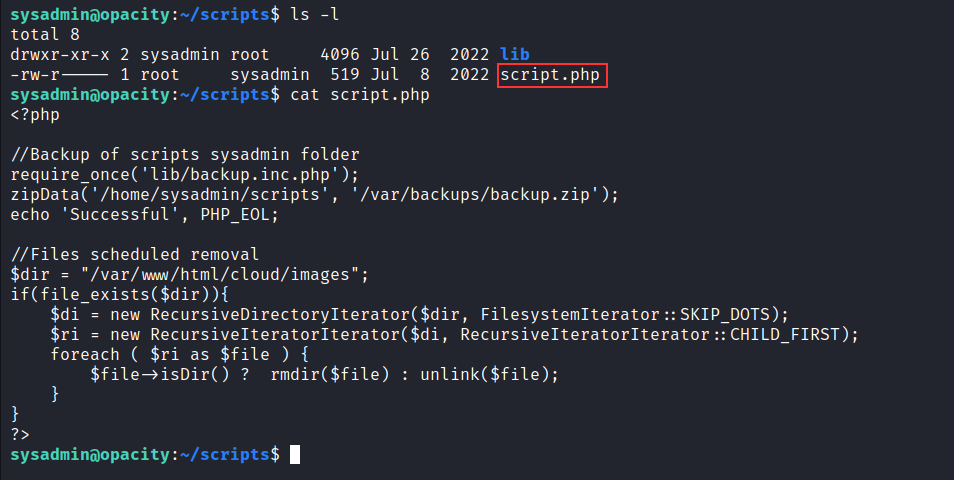 sysadmin@opacity:~/scripts$ ls -l
total 8
drwxr-xr-x 2 sysadmin root     4096 Jul 26  2022 lib
-rw-r----- 1 root     sysadmin  519 Jul  8  2022 script.php
sysadmin@opacity:~/scripts$ cat script.php
<?php

//Backup of scripts sysadmin folder
require_once('lib/backup.inc.php');
zipData('/home/sysadmin/scripts', '/var/backups/backup.zip');
echo 'Successful', PHP_EOL;

//Files scheduled removal
$dir = "/var/www/html/cloud/images";
if(file_exists($dir)){
    $di = new RecursiveDirectoryIterator($dir, FilesystemIterator::SKIP_DOTS);
    $ri = new RecursiveIteratorIterator($di, RecursiveIteratorIterator::CHILD_FIRST);
    foreach ( $ri as $file ) {
        $file->isDir() ?  rmdir($file) : unlink($file);
    }
}
?>
sysadmin@opacity:~/scripts$